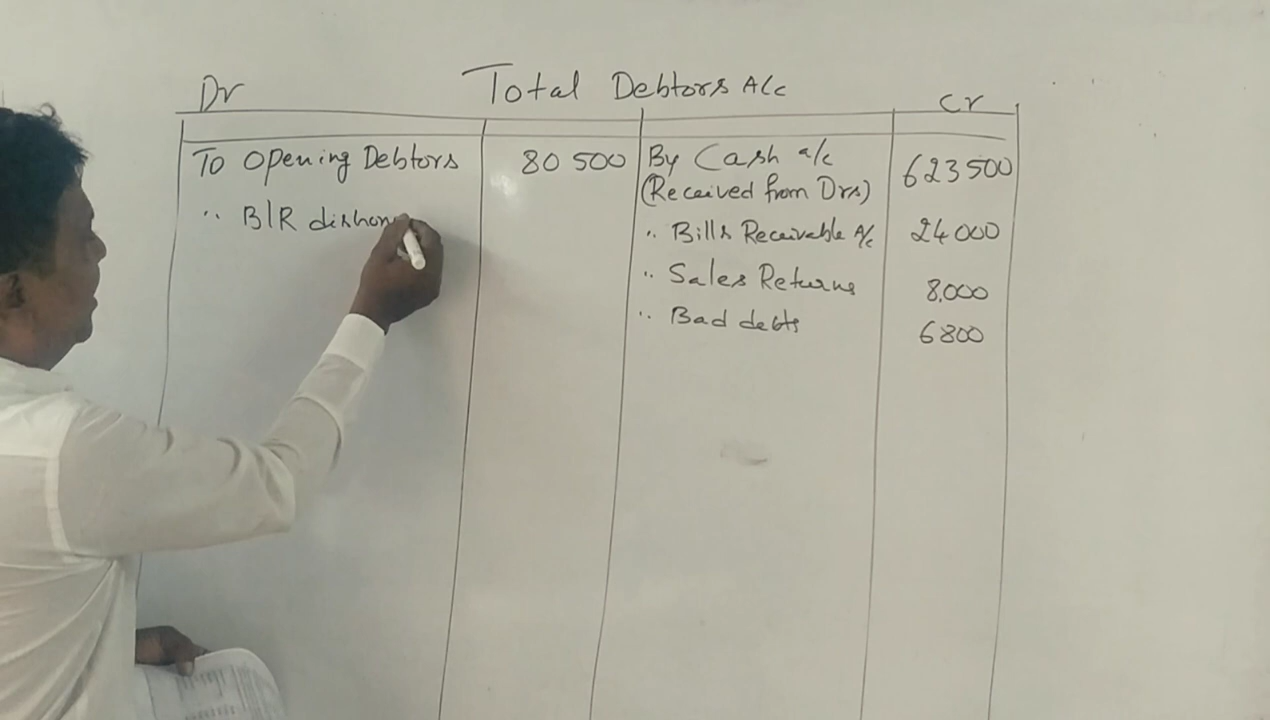 Dr Total Debtors A/c Cr
To Opening Debtors 80 500 By Cash a/c 623500
(Received from Drs)
" B/R dishon
" Bills Receivable A/c 24000
" Sales Returns 8,000
" Bad debts 6800